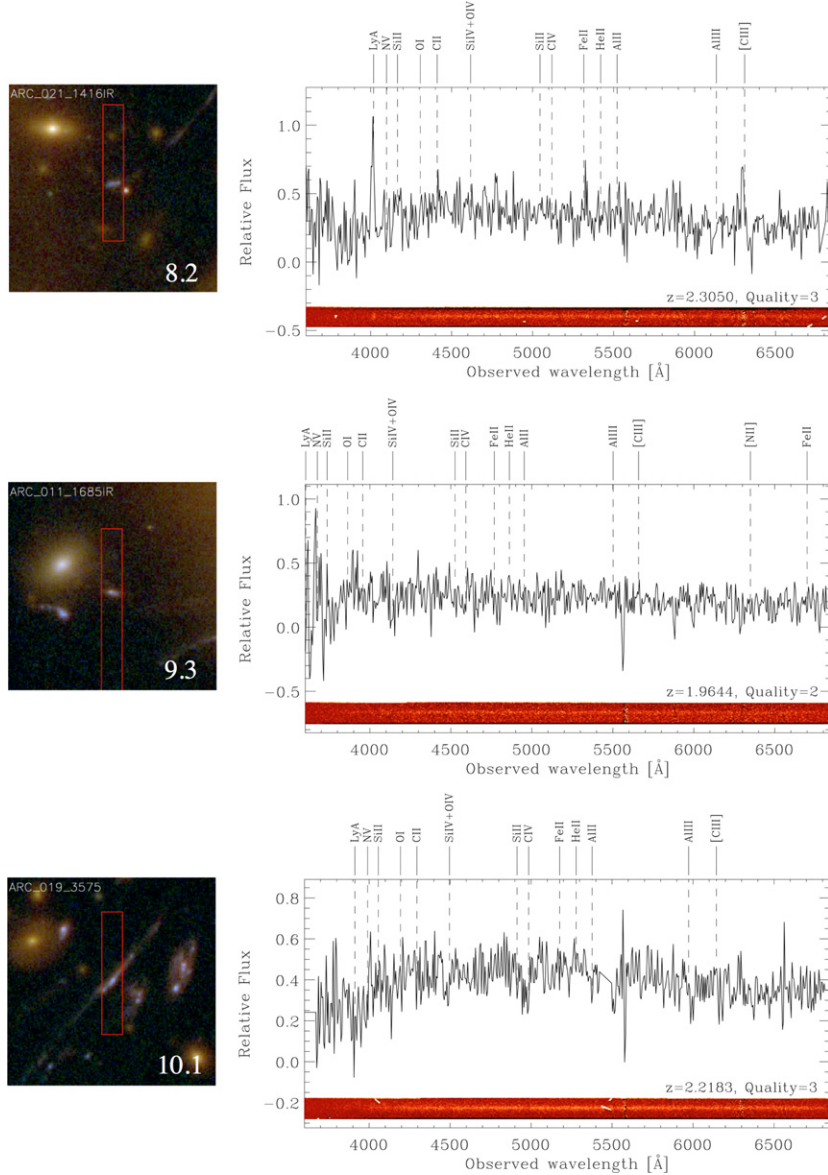 LyA NV SiII OI CII SiIV+OIV SiII CIV FeII HeII AlII AlIII [CIII]
ARC_021_1416IR
8.2
Relative Flux
1.0
0.5
0.0
-0.5
z=2.3050, Quality=3
4000 4500 5000 5500 6000 6500
Observed wavelength [Å]
LyA NV SiII OI CII SiIV+OIV SiII CIV FeII HeII AlII AlIII [CIII] [NII] FeII
ARC_011_1685IR
9.3
Relative Flux
1.0
0.5
0.0
-0.5
z=1.9644, Quality=2
4000 4500 5000 5500 6000 6500
Observed wavelength [Å]
LyA NV SiII OI CII SiIV+OIV SiII CIV FeII HeII AlII AlIII [CIII]
ARC_019_3575
10.1
Relative Flux
0.8
0.6
0.4
0.2
0.0
-0.2
z=2.2183, Quality=3
4000 4500 5000 5500 6000 6500
Observed wavelength [Å]